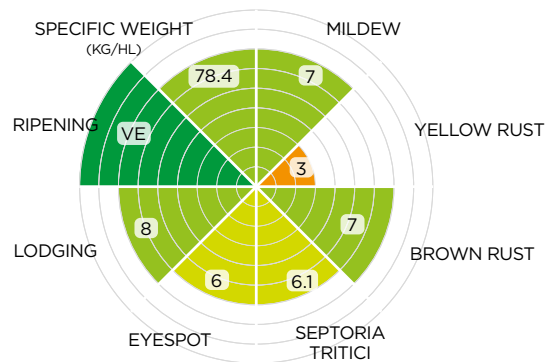 SPECIFIC WEIGHT
(KG/HL)
MILDEW
78.4
7
RIPENING
VE
YELLOW RUST
3
8
7
LODGING
BROWN RUST
6
6.1
EYESPOT
SEPTORIA
TRITICI